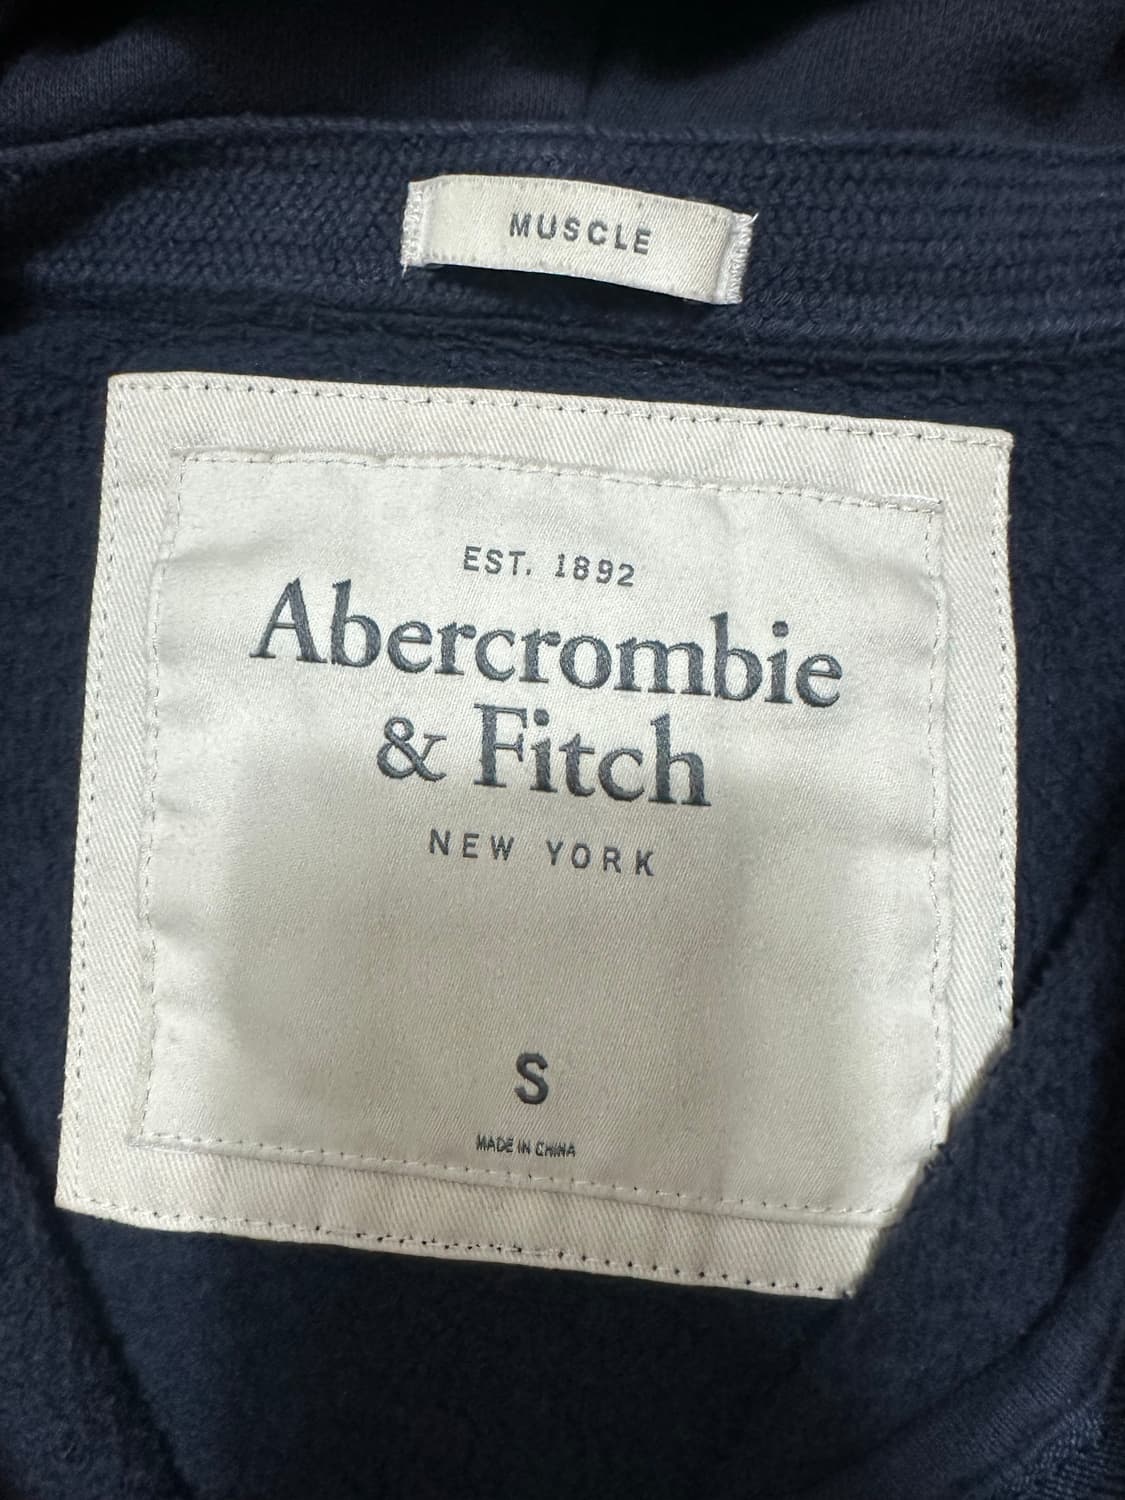 MUSCLE
EST. 1892
Abercrombie
& Fitch
NEW YORK
S
MADE IN CHINA